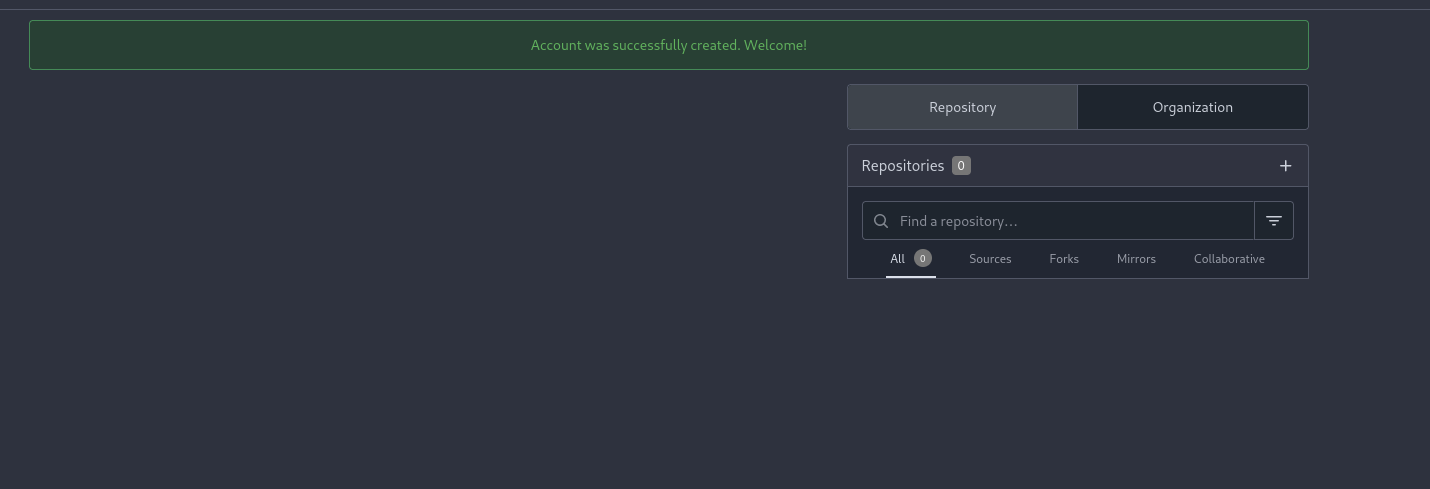 Account was successfully created. Welcome!
Repository Organization
Repositories 0
Find a repository...
All 0 Sources Forks Mirrors Collaborative